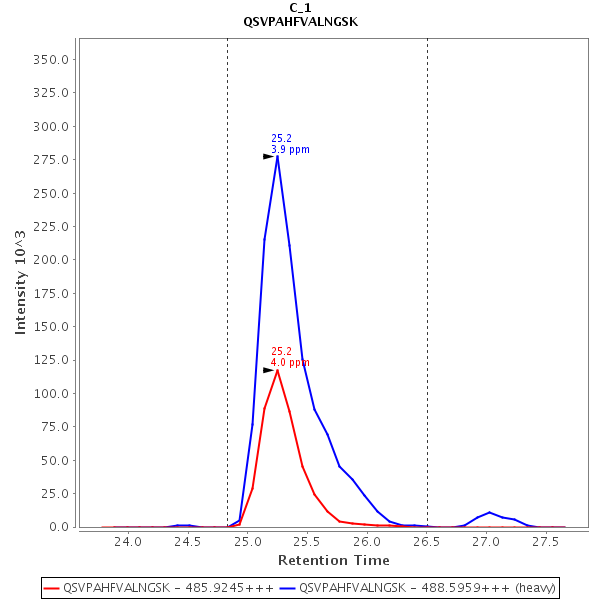 C_1
QSVPAHFVALNGSK
350.0
325.0
300.0
275.0
250.0
225.0
200.0
175.0
150.0
125.0
100.0
75.0
50.0
25.0
0.0
Intensity 10^3
25.2
3.9 ppm
25.2
4.0 ppm
24.0 24.5 25.0 25.5 26.0 26.5 27.0 27.5
Retention Time
QSVPAHFVALNGSK - 485.9245+++ QSVPAHFVALNGSK - 488.5959+++ (heavy)